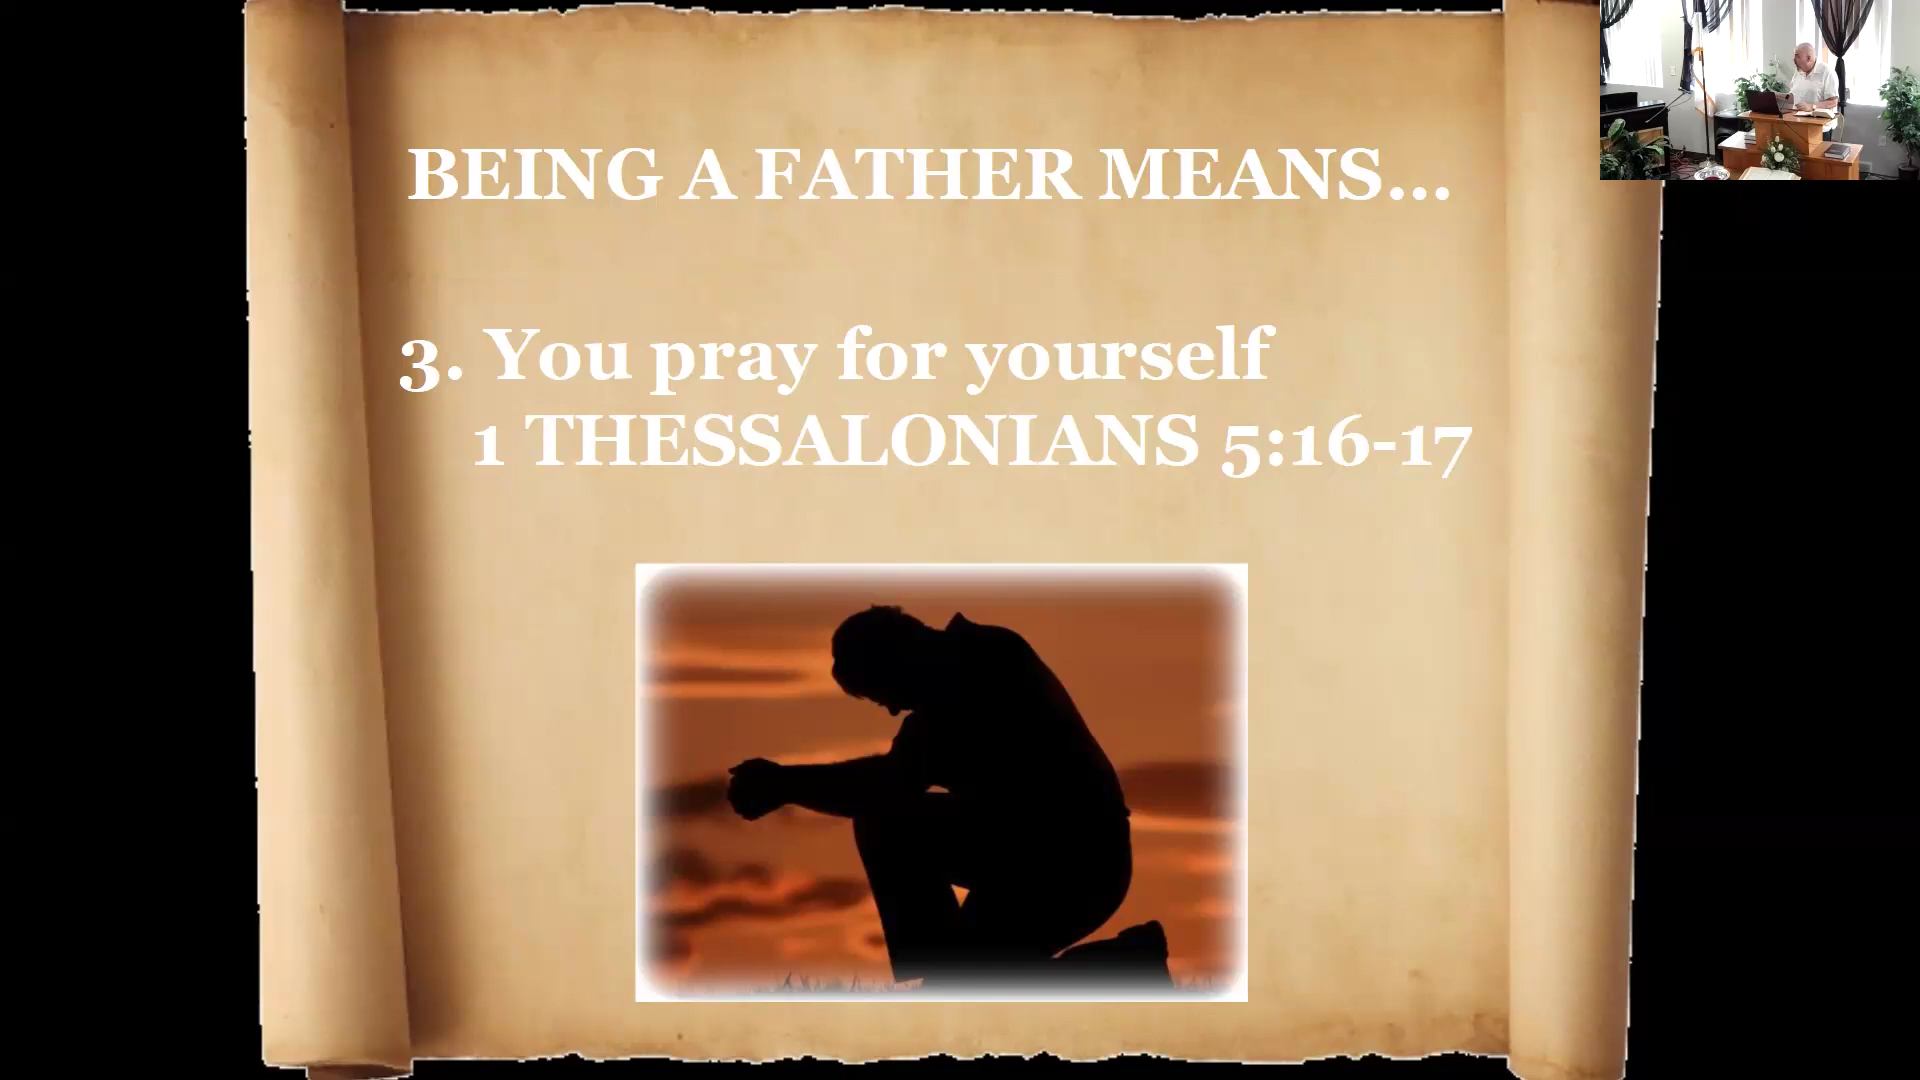 BEING A FATHER MEANS...
3. You pray for yourself
1 THESSALONIANS 5:16-17